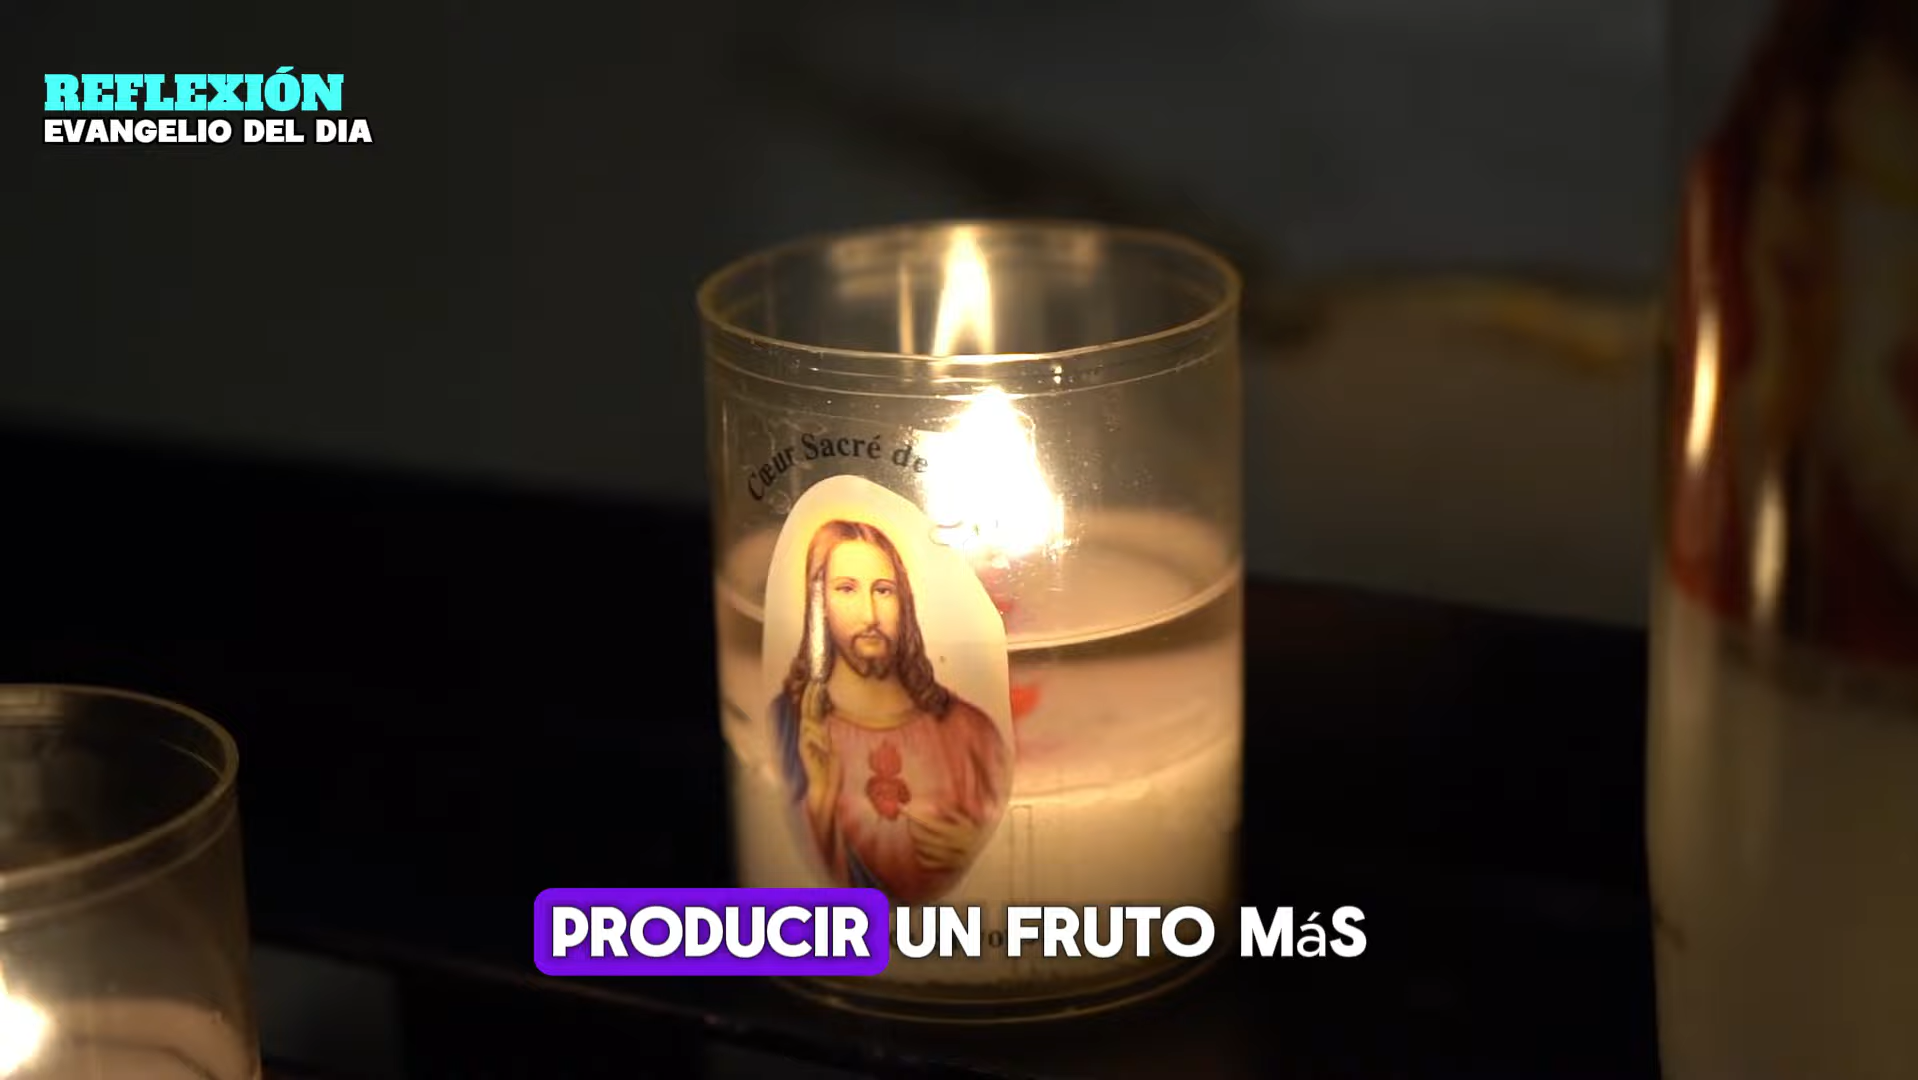 REFLEXIÓN
EVANGELIO DEL DIA
Cœur Sacré de
PRODUCIR UN FRUTO MáS